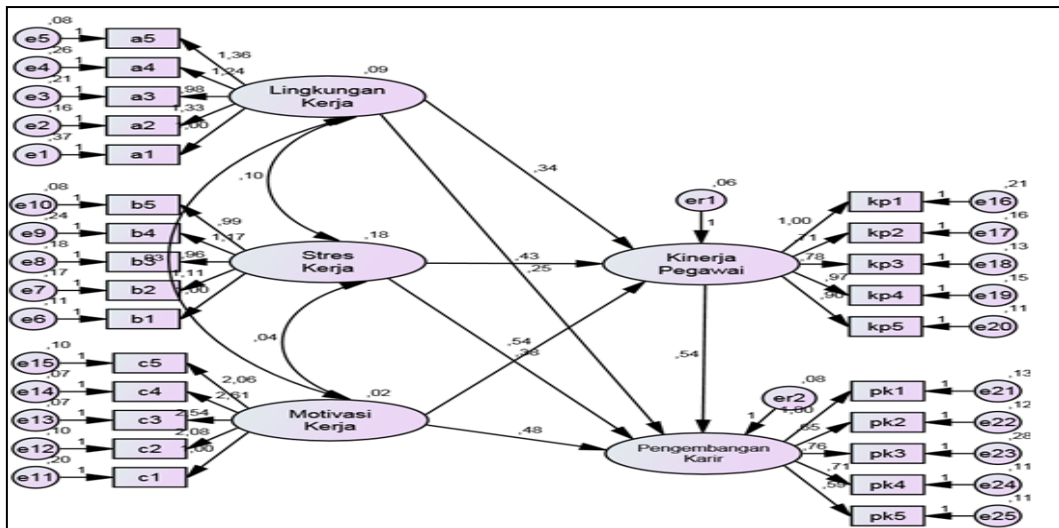 ,08
e5 1 a5
,26
e4 1 a4
,21
e3 1 a3
,16
e2 1 a2
,37
e1 1 a1
1,36
1,24
,98
1,33
1,00
,09
Lingkungan
Kerja
,10
,03
,08
e10 1 b5
,24
e9 1 b4
,18
e8 1 b3
,17
e7 1 b2
,11
e6 1 b1
,99
1,17
,96
1,11
1,00
,18
Stres
Kerja
,04
,10
e15 1 c5
,07
e14 1 c4
,07
e13 1 c3
,10
e12 1 c2
,20
e11 1 c1
2,06
2,61
2,54
2,08
1,00
,02
Motivasi
Kerja
,34
,43
,25
,54
,38
,48
,06
er1
1
Kinerja
Pegawai
,54
1,00
,71
,78
,97
,21
kp1 1 e16
,16
kp2 1 e17
,13
kp3 1 e18
,15
kp4 1 e19
,11
kp5 1 e20
,08
er2
1
Pengembangan
Karir
1,00
,76
,71
,13
pk1 1 e21
,12
pk2 1 e22
,28
pk3 1 e23
,11
pk4 1 e24
,11
pk5 1 e25